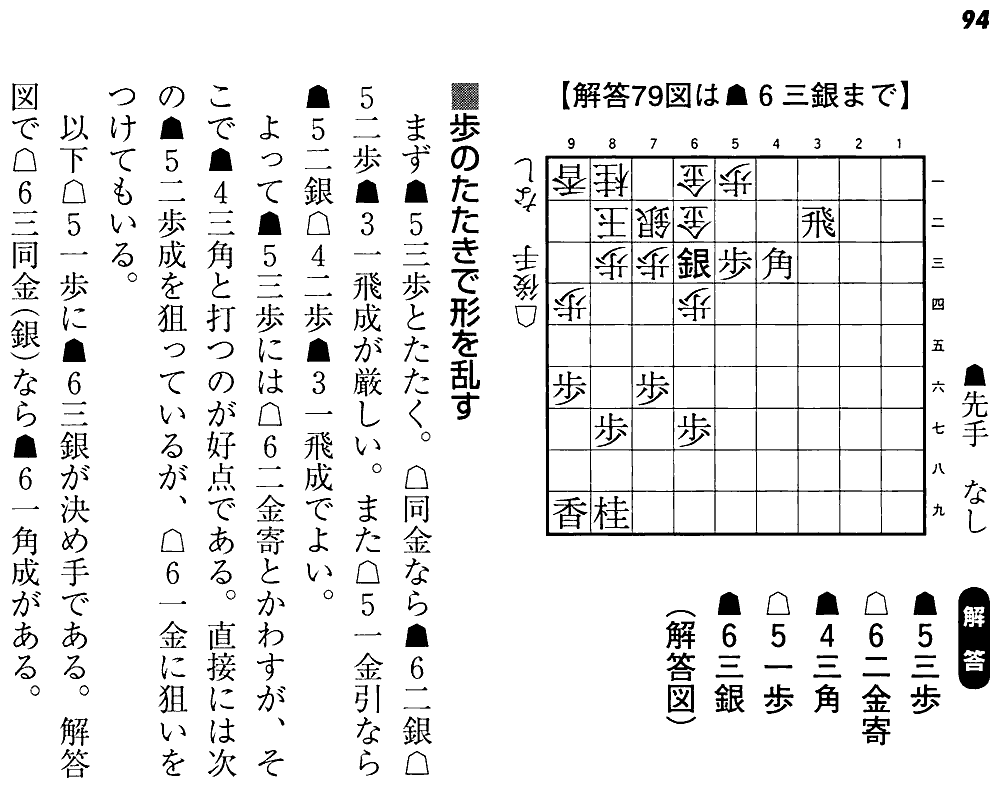 94
【解答79図は☗6三銀まで】
9 8 7 6 5 4 3 2 1
香 桂 金 歩 一
王 銀 金 飛 二
歩 歩 銀 歩 角 三
歩 歩 四
五
歩 歩 六
歩 歩 七
八
香 桂 九
☗先手 なし
☖後手 なし
解答
☗5三歩
☖6二金寄
☗4三角
☖5一歩
☗6三銀
(解答図)
■歩のたたきで形を乱す
まず☗5三歩とたたく。☖同金なら☗6二銀☖
5二歩☗3一飛成が厳しい。また☖5一金引なら
☗5二銀☖4二歩☗3一飛成でよい。
よって☗5三歩には☖6二金寄とかわすが、そ
こで☗4三角と打つのが好点である。直接には次
の☗5二歩成を狙っているが、☖6一金に狙いを
つけてもいる。
以下☖5一歩に☗6三銀が決め手である。解答
図で☖6三同金(銀)なら☗6一角成がある。